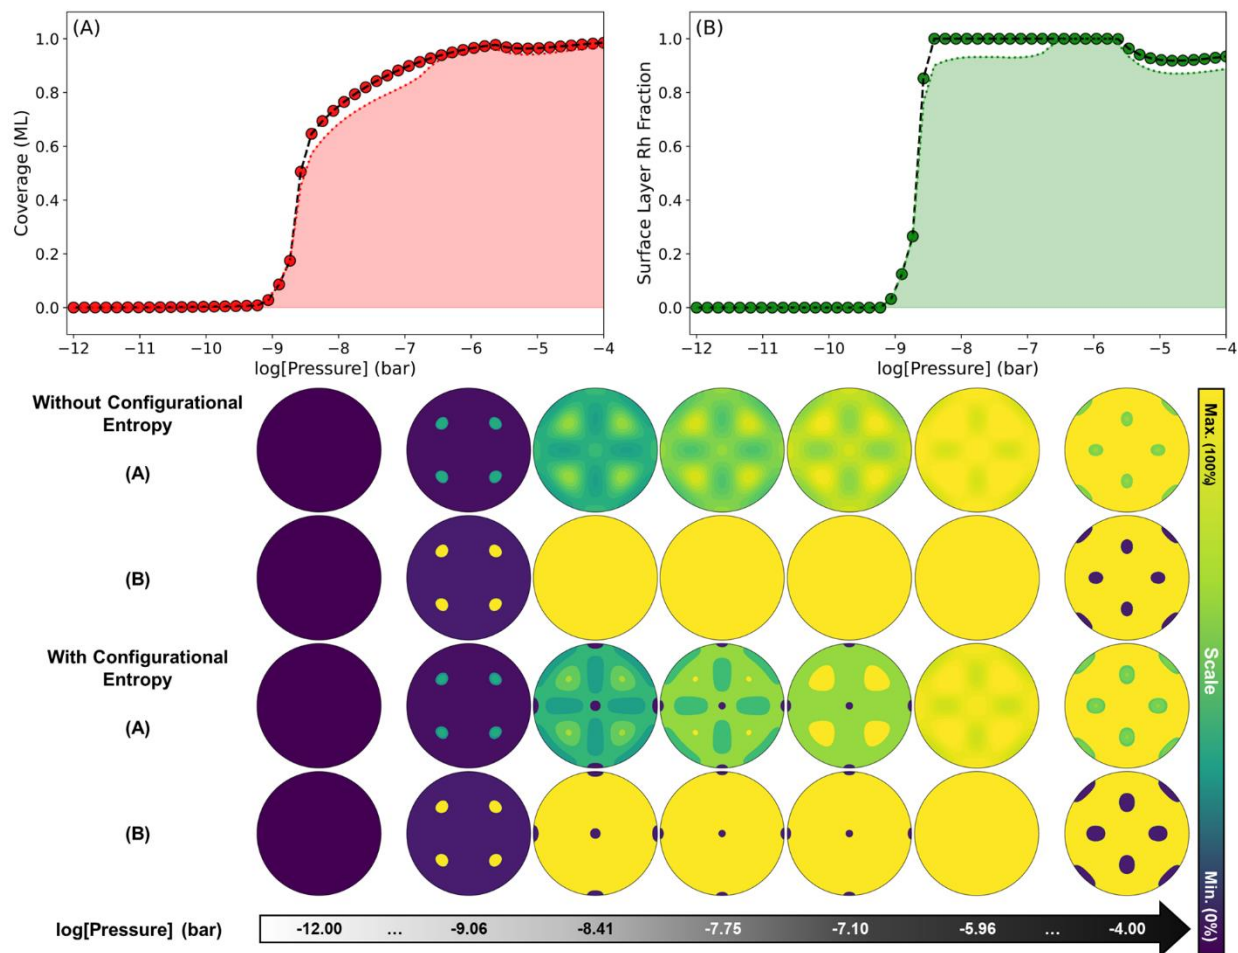 (A)
Coverage (ML)
1.0
0.8
0.6
0.4
0.2
0.0
−12 −11 −10 −9 −8 −7 −6 −5 −4
log[Pressure] (bar)
(B)
Surface Layer Rh Fraction
1.0
0.8
0.6
0.4
0.2
0.0
−12 −11 −10 −9 −8 −7 −6 −5 −4
Without Configurational
Entropy
(A)
(B)
With Configurational
Entropy
(A)
(B)
Max. (100%)
Scale
Min. (0%)
log[Pressure] (bar) -12.00 ... -9.06 -8.41 -7.75 -7.10 -5.96 ... -4.00